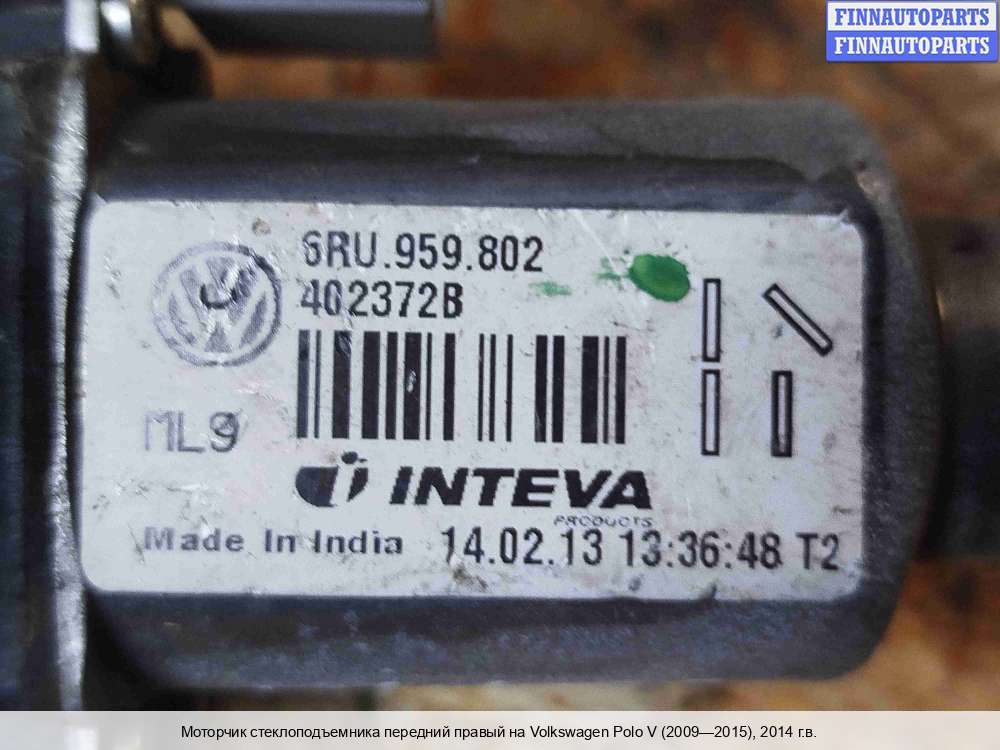 FINNAUTOPARTS
FINNAUTOPARTS
6RU.959.802
402372B
ML9
INTEVA
PRODUCTS
Made In India 14.02.13 13:36:48 T2
Моторчик стеклоподъемника передний правый на Volkswagen Polo V (2009—2015), 2014 г.в.